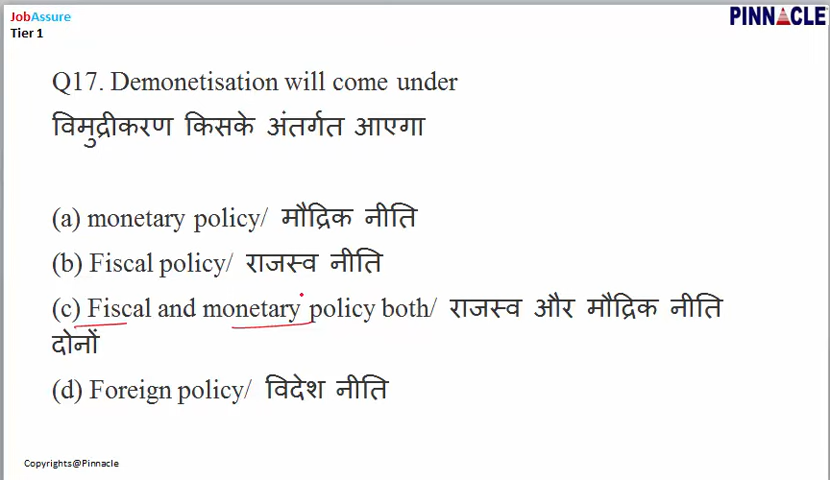 JobAssure
PINNACLE
Tier 1
Q17. Demonetisation will come under
विमुद्रीकरण किसके अंतर्गत आएगा
(a) monetary policy/ मौद्रिक नीति
(b) Fiscal policy/ राजस्व नीति
(c) Fiscal and monetary policy both/ राजस्व और मौद्रिक नीति
दोनों
(d) Foreign policy/ विदेश नीति
Copyrights@Pinnacle